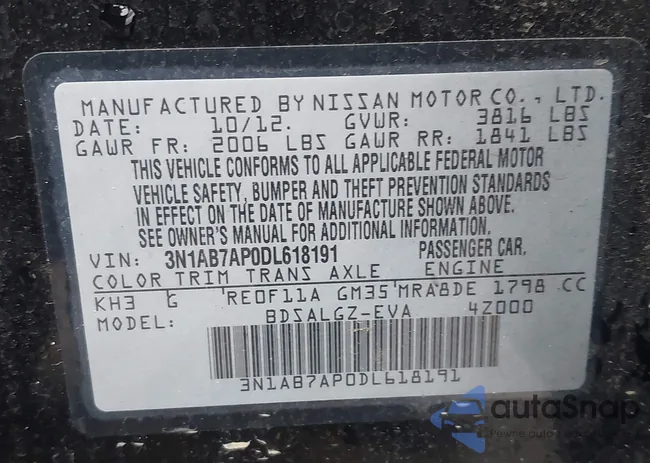 MANUFACTURED BY NISSAN MOTOR CO., LTD.
DATE: 10/12. GVWR: 3816 LBS
GAWR FR: 2006 LBS GAWR RR: 1841 LBS
THIS VEHICLE CONFORMS TO ALL APPLICABLE FEDERAL MOTOR
VEHICLE SAFETY, BUMPER AND THEFT PREVENTION STANDARDS
IN EFFECT ON THE DATE OF MANUFACTURE SHOWN ABOVE.
SEE OWNER'S MANUAL FOR ADDITIONAL INFORMATION.
VIN: 3N1AB7AP0DL618191 PASSENGER CAR.
COLOR TRIM TRANS AXLE ENGINE
KH3 G RE0F11A GM35 MRA8DE 1798 CC
MODEL: BDSALGZ-EVA 4Z000
3N1AB7AP0DL618191
autoSnap
Pewne auto z